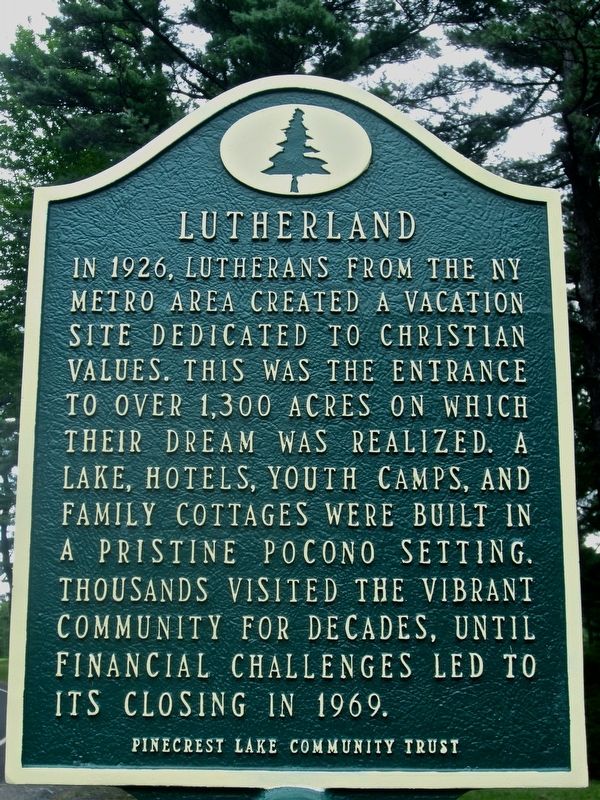 LUTHERLAND
IN 1926, LUTHERANS FROM THE NY
METRO AREA CREATED A VACATION
SITE DEDICATED TO CHRISTIAN
VALUES. THIS WAS THE ENTRANCE
TO OVER 1,300 ACRES ON WHICH
THEIR DREAM WAS REALIZED. A
LAKE, HOTELS, YOUTH CAMPS, AND
FAMILY COTTAGES WERE BUILT IN
A PRISTINE POCONO SETTING.
THOUSANDS VISITED THE VIBRANT
COMMUNITY FOR DECADES, UNTIL
FINANCIAL CHALLENGES LED TO
ITS CLOSING IN 1969.
PINECREST LAKE COMMUNITY TRUST